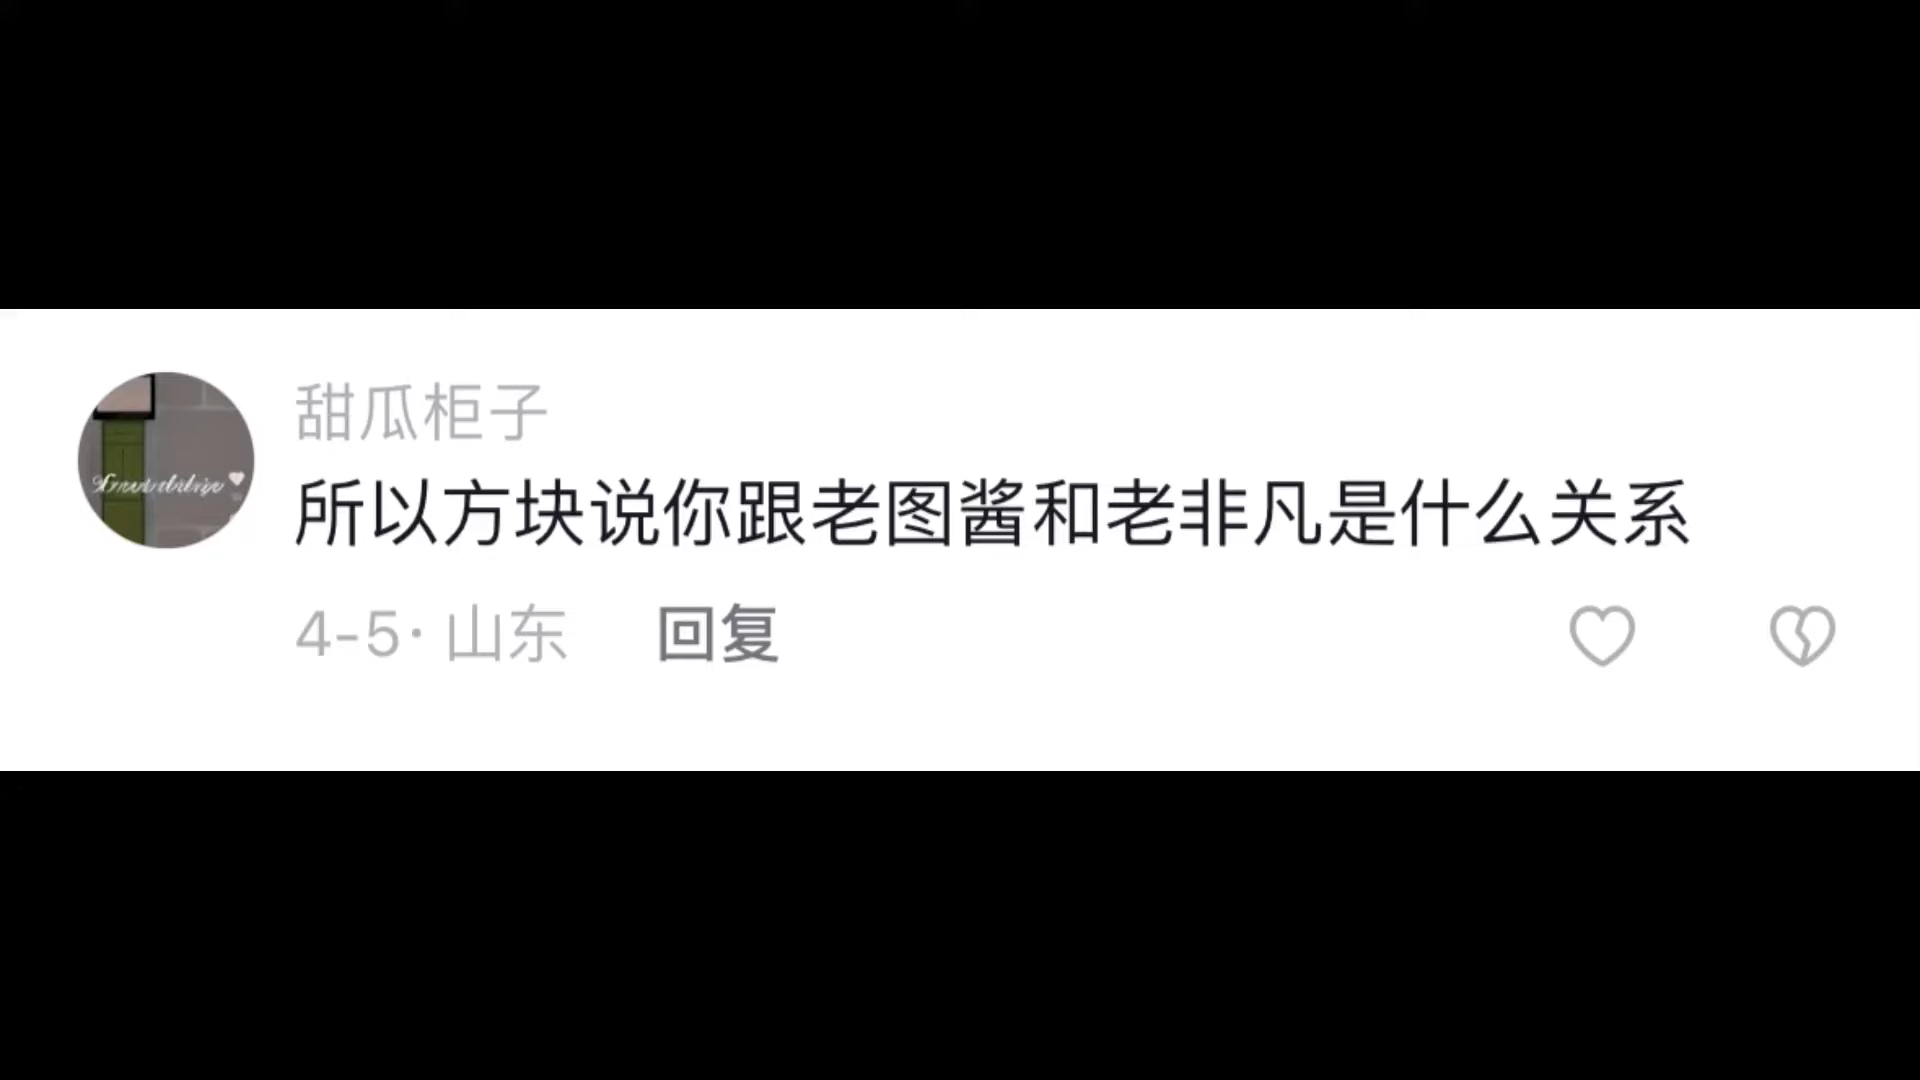 甜瓜柜子
所以方块说你跟老图酱和老非凡是什么关系
4-5·山东 回复